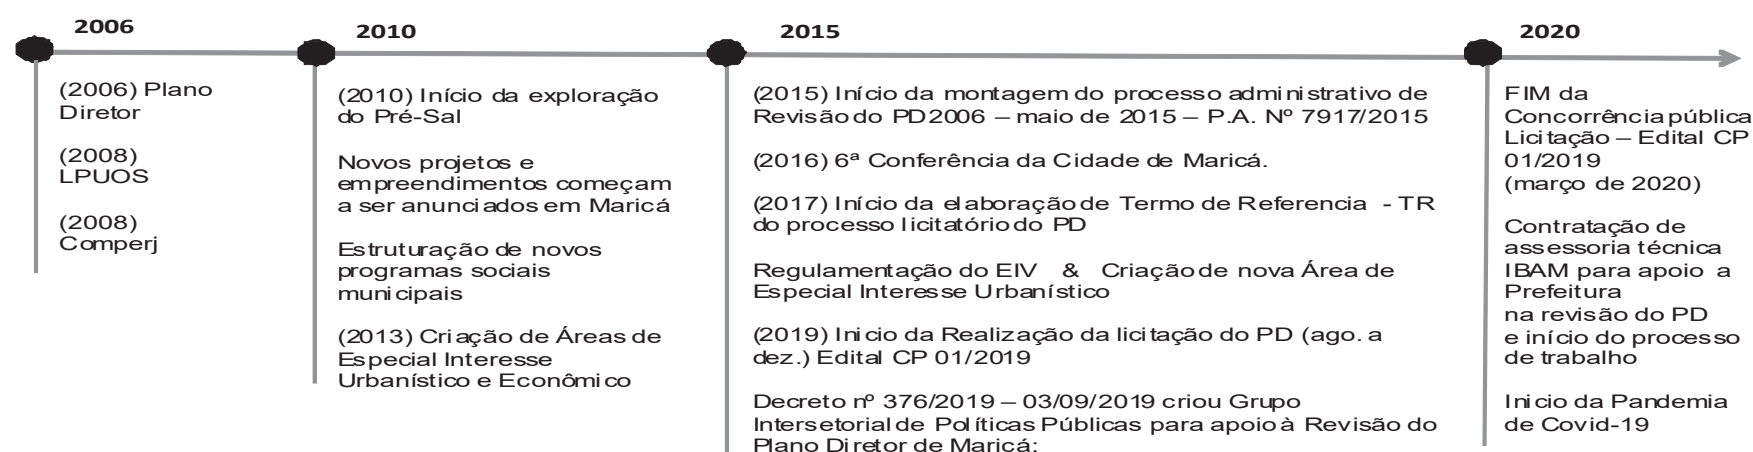 2006
(2006) Plano
Diretor
(2008)
LPUOS
(2008)
Comperj
2010
(2010) Início da exploração
do Pré-Sal
Novos projetos e
empreendimentos começam
a ser anunciados em Maricá
Estruturação de novos
programas sociais
municipais
(2013) Criação de Áreas de
Especial Interesse
Urbanístico e Econômico
2015
(2015) Início da montagem do processo administrativo de
Revisão do PD2006 – maio de 2015 – P.A. Nº 7917/2015
(2016) 6ª Conferência da Cidade de Maricá.
(2017) Início da elaboração de Termo de Referencia - TR
do processo licitatório do PD
Regulamentação do EIV & Criação de nova Área de
Especial Interesse Urbanístico
(2019) Inicio da Realização da licitação do PD (ago. a
dez.) Edital CP 01/2019
Decreto nº 376/2019 – 03/09/2019 criou Grupo
Intersetorial de Políticas Públicas para apoio à Revisão do
Plano Diretor de Maricá;
2020
FIM da
Concorrência pública
Licitação – Edital CP
01/2019
(março de 2020)
Contratação de
assessoria técnica
IBAM para apoio a
Prefeitura
na revisão do PD
e início do processo
de trabalho
Inicio da Pandemia
de Covid-19